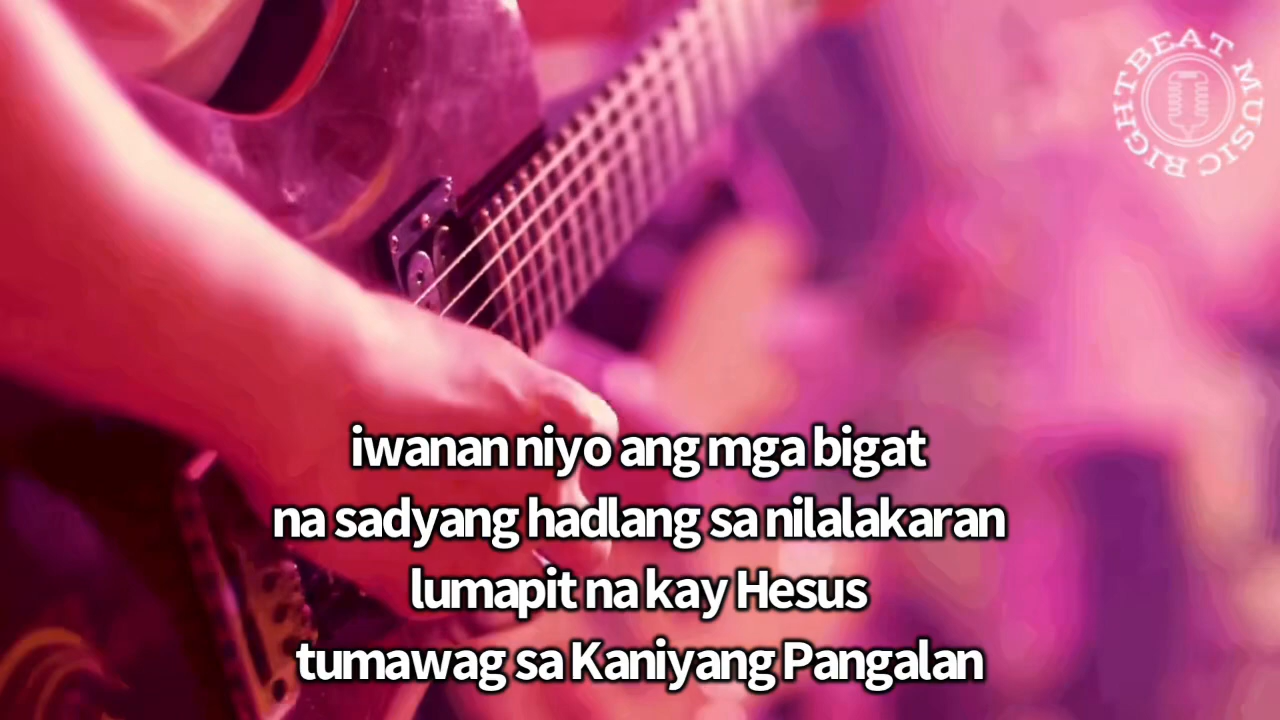 RIGHTBEAT MUSIC
iwanan niyo ang mga bigat
na sadyang hadlang sa nilalakaran
lumapit na kay Hesus
tumawag sa Kaniyang Pangalan